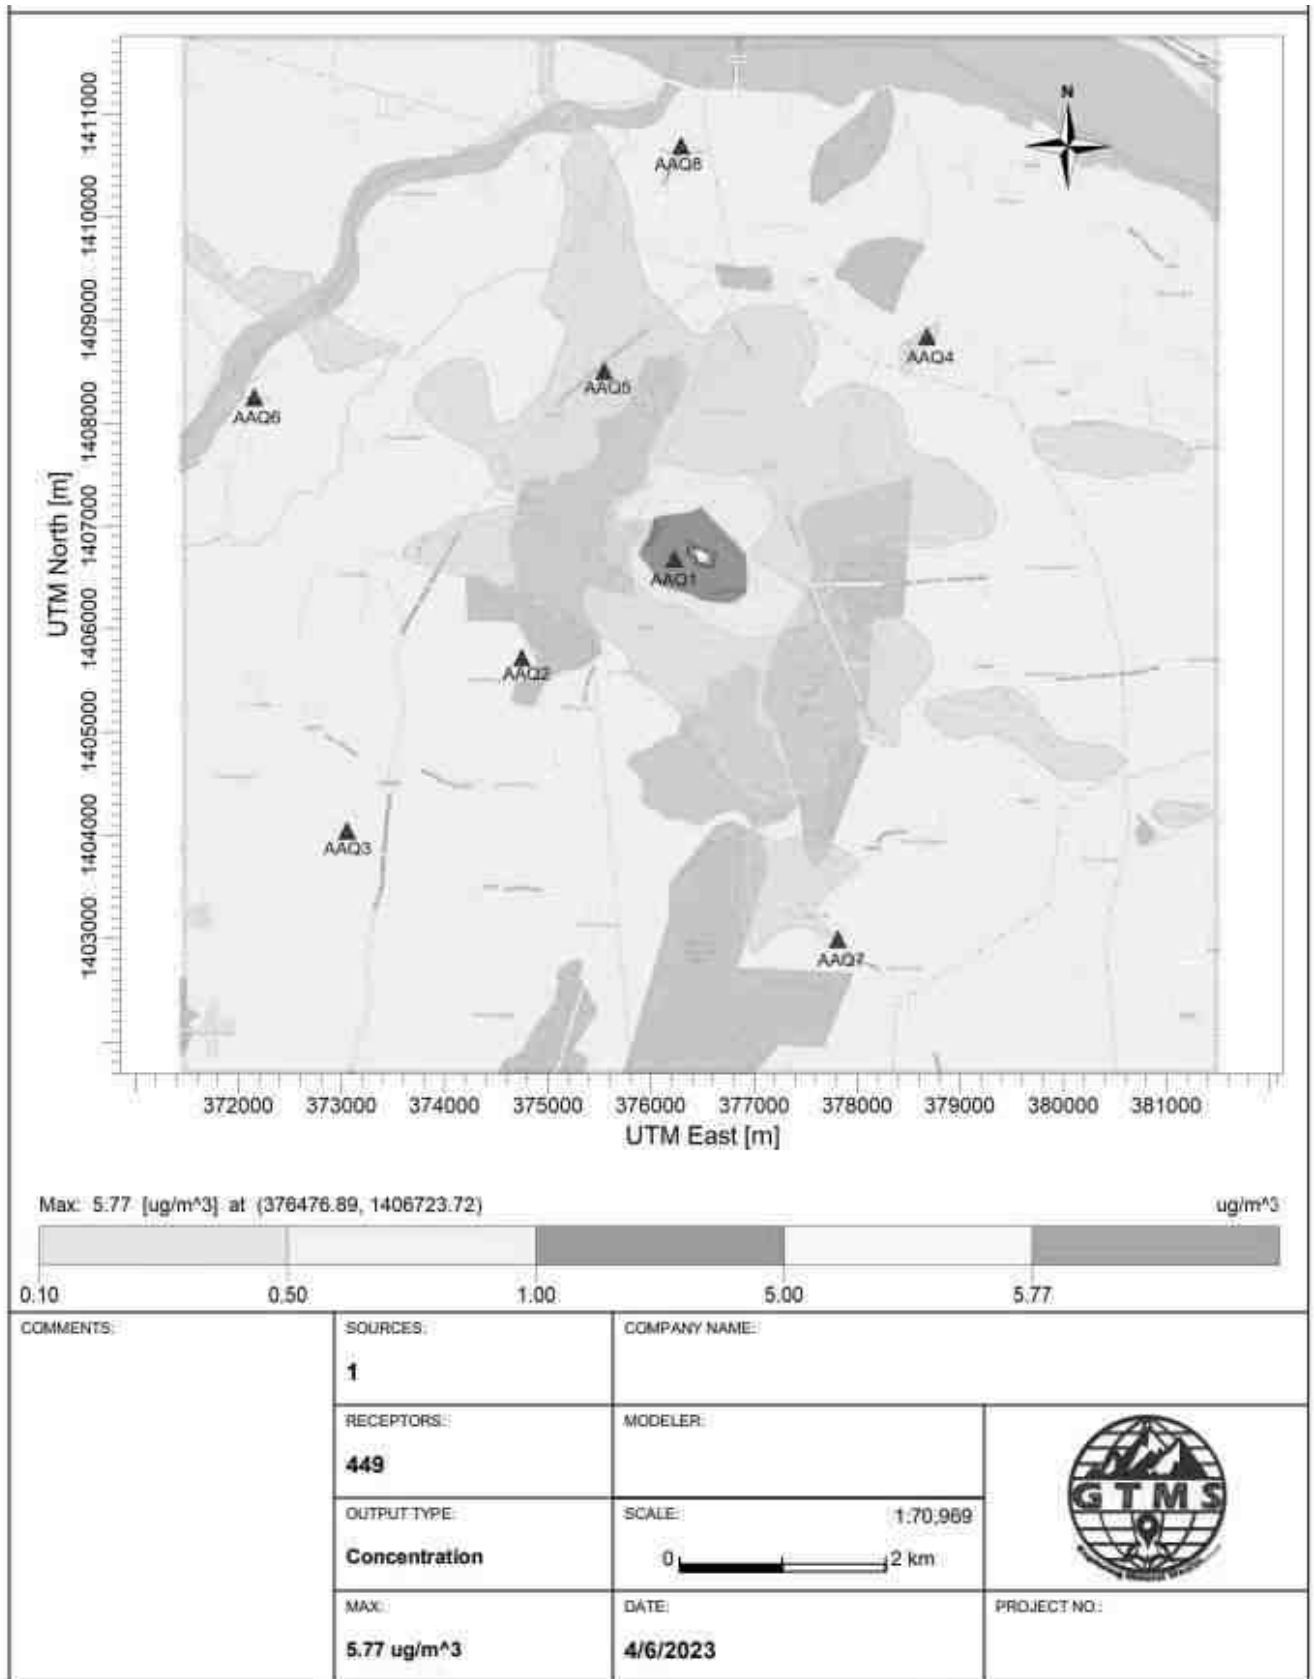 N
AAQ8
AAQ4
AAQ5
AAQ6
AAQ1
AAQ2
AAQ3
AAQ7
UTM North [m]
1411000
1410000
1409000
1408000
1407000
1406000
1405000
1404000
1403000
372000 373000 374000 375000 376000 377000 378000 379000 380000 381000
UTM East [m]
Max: 5.77 [ug/m^3] at (376476.89, 1406723.72)
ug/m^3
0.10 0.50 1.00 5.00 5.77
COMMENTS:
SOURCES:
1
COMPANY NAME:
RECEPTORS:
449
MODELER:
OUTPUT TYPE:
Concentration
SCALE: 1:70,969
0 2 km
MAX:
5.77 ug/m^3
DATE:
4/6/2023
GTMS
PROJECT NO.: